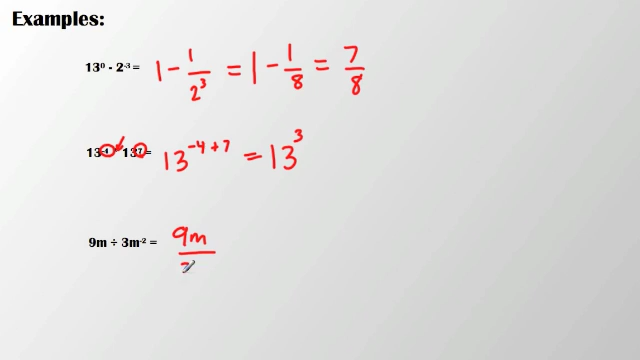 Examples:
13⁰ - 2⁻³ = 1 - 1/2³ = 1 - 1/8 = 7/8
13⁻⁴ 13⁷ = 13⁻⁴⁺⁷ = 13³
9m ÷ 3m⁻² = 9m